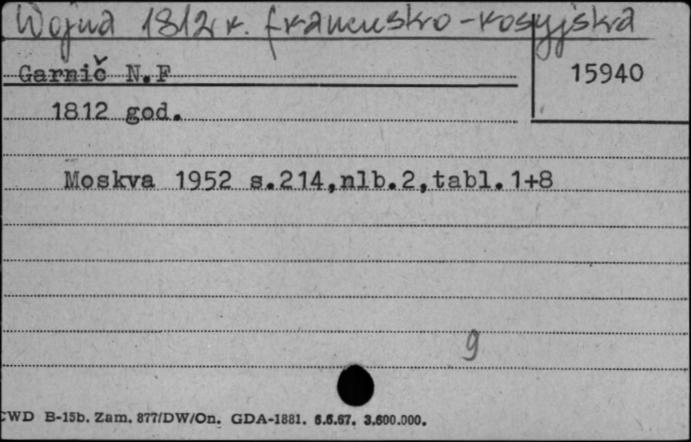 Wojna 1812 r. francusko-rosyjska
Garnič N.F
15940
1812 god.
Moskva 1952 s.214,nlb.2,tabl.1+8
9
CWD B-15b. Zam. 877/DW/On. GDA-1881. 6.6.67. 3.600.000.